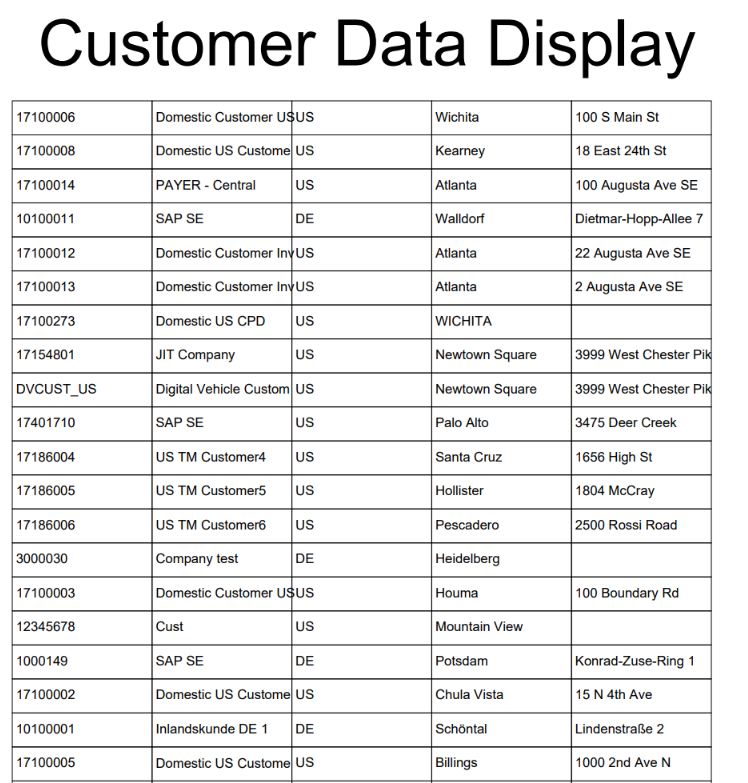 Customer Data Display
17100006 Domestic Customer US US Wichita 100 S Main St
17100008 Domestic US Custome US Kearney 18 East 24th St
17100014 PAYER - Central US Atlanta 100 Augusta Ave SE
10100011 SAP SE DE Walldorf Dietmar-Hopp-Allee 7
17100012 Domestic Customer Inv US Atlanta 22 Augusta Ave SE
17100013 Domestic Customer Inv US Atlanta 2 Augusta Ave SE
17100273 Domestic US CPD US WICHITA
17154801 JIT Company US Newtown Square 3999 West Chester Pik
DVCUST_US Digital Vehicle Custom US Newtown Square 3999 West Chester Pik
17401710 SAP SE US Palo Alto 3475 Deer Creek
17186004 US TM Customer4 US Santa Cruz 1656 High St
17186005 US TM Customer5 US Hollister 1804 McCray
17186006 US TM Customer6 US Pescadero 2500 Rossi Road
3000030 Company test DE Heidelberg
17100003 Domestic Customer US US Houma 100 Boundary Rd
12345678 Cust US Mountain View
1000149 SAP SE DE Potsdam Konrad-Zuse-Ring 1
17100002 Domestic US Custome US Chula Vista 15 N 4th Ave
10100001 Inlandskunde DE 1 DE Schöntal Lindenstraße 2
17100005 Domestic US Custome US Billings 1000 2nd Ave N